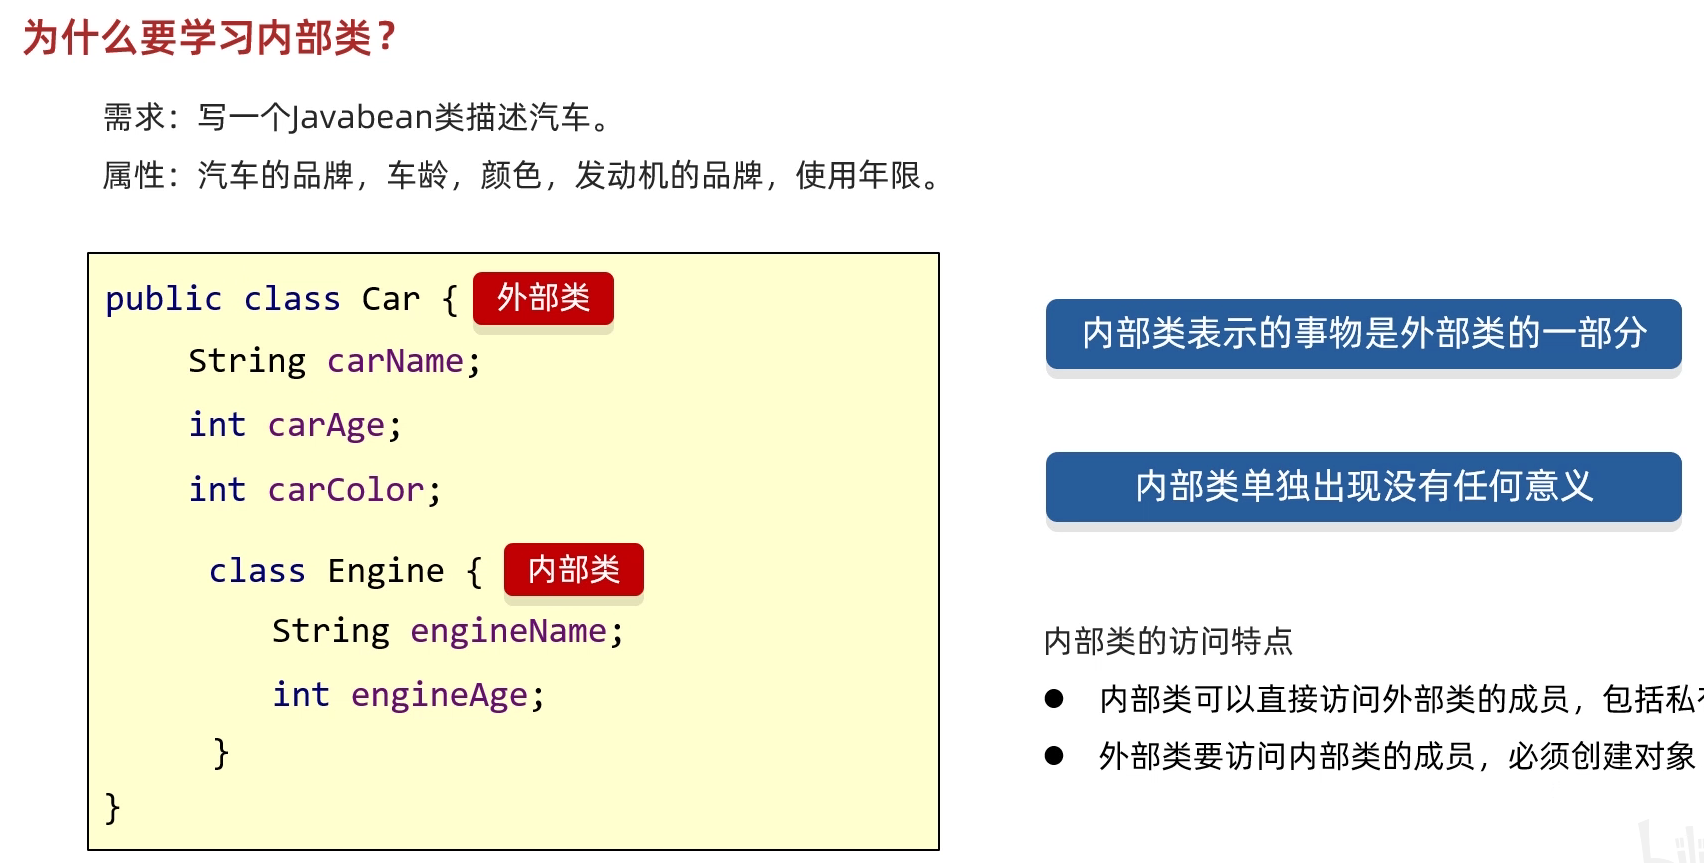 为什么要学习内部类？
需求：写一个Javabean类描述汽车。
属性：汽车的品牌，车龄，颜色，发动机的品牌，使用年限。
public class Car { 外部类
String carName;
int carAge;
int carColor;
class Engine { 内部类
String engineName;
int engineAge;
}
}
内部类表示的事物是外部类的一部分
内部类单独出现没有任何意义
内部类的访问特点
● 内部类可以直接访问外部类的成员，包括私
● 外部类要访问内部类的成员，必须创建对象